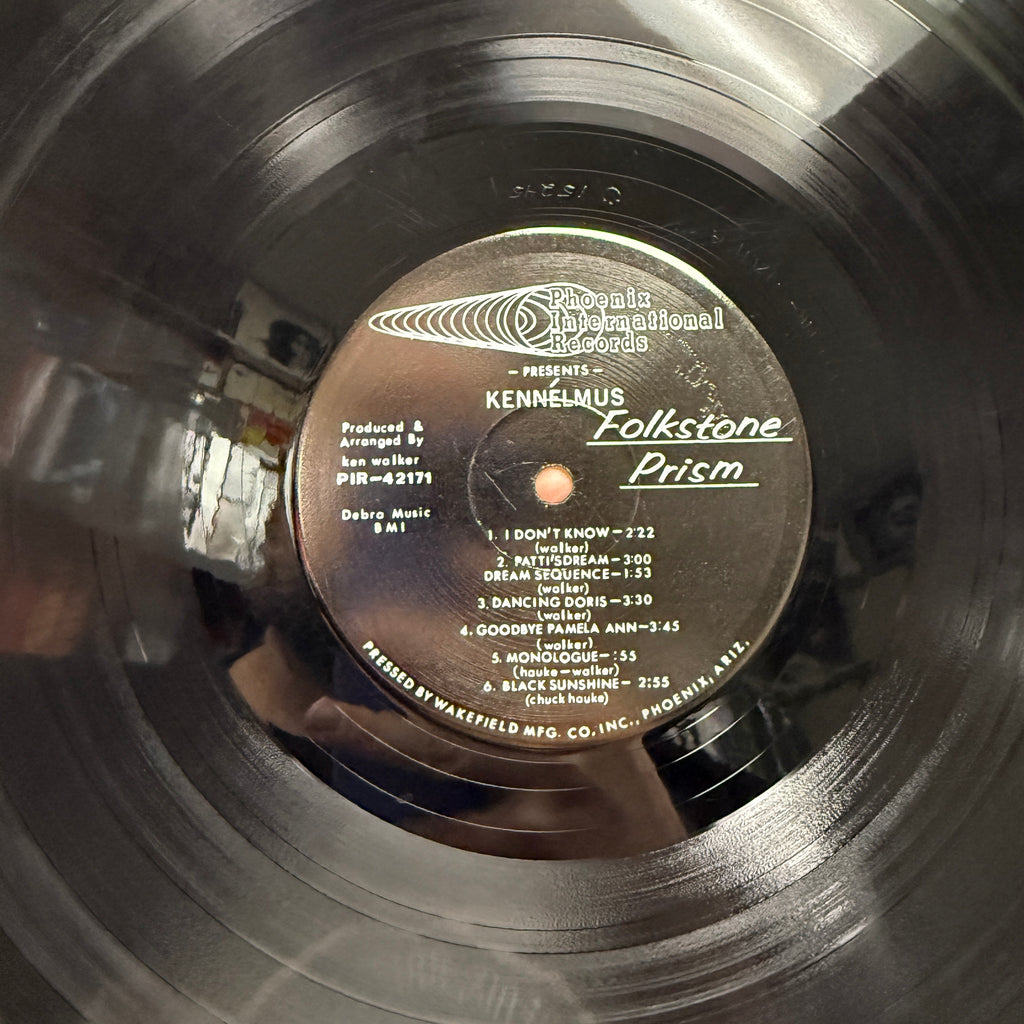 Phoenix
International
Records
- PRESENTS -
KENNÉLMUS
Folkstone
Prism
Produced &
Arranged By
ken walker
PIR-42171
Debra Music
BMI
1. I DON'T KNOW-2:22
(walker)
2. PATTI'S DREAM-3:00
DREAM SEQUENCE-1:53
(walker)
3. DANCING DORIS-3:30
(walker)
4. GOODBYE PAMELA ANN-3:45
(walker)
5. MONOLOGUE-:55
(hauke-walker)
6. BLACK SUNSHINE- 2:55
(chuck hauke)
PRESSED BY WAKEFIELD MFG. CO, INC., PHOENIX, ARIZ.